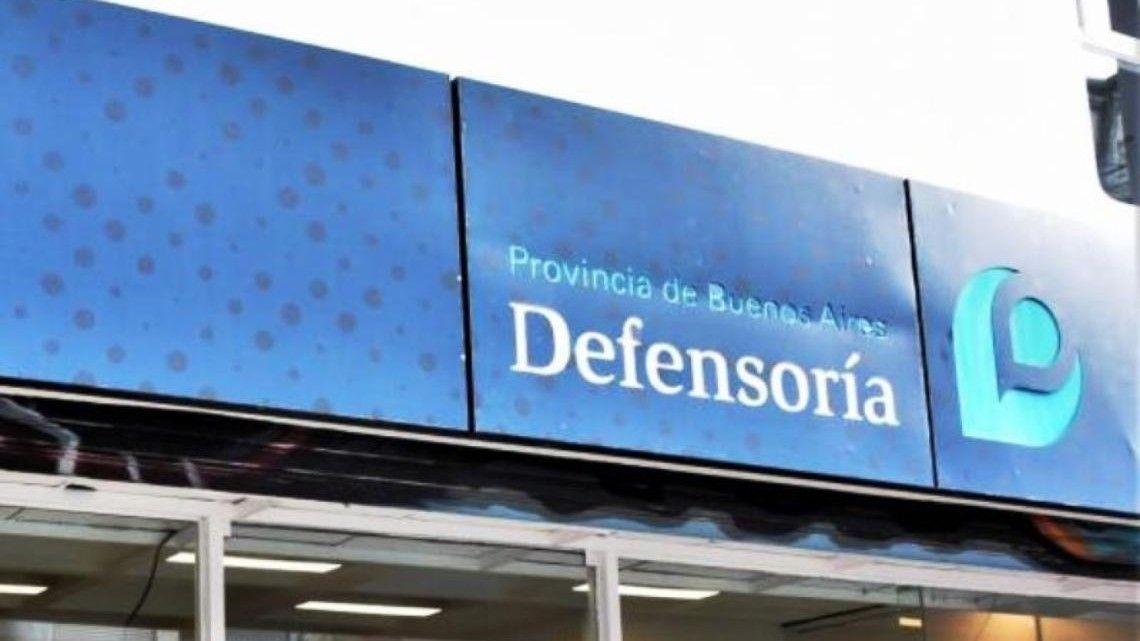 Provincia de Buenos Aires
Defensoría